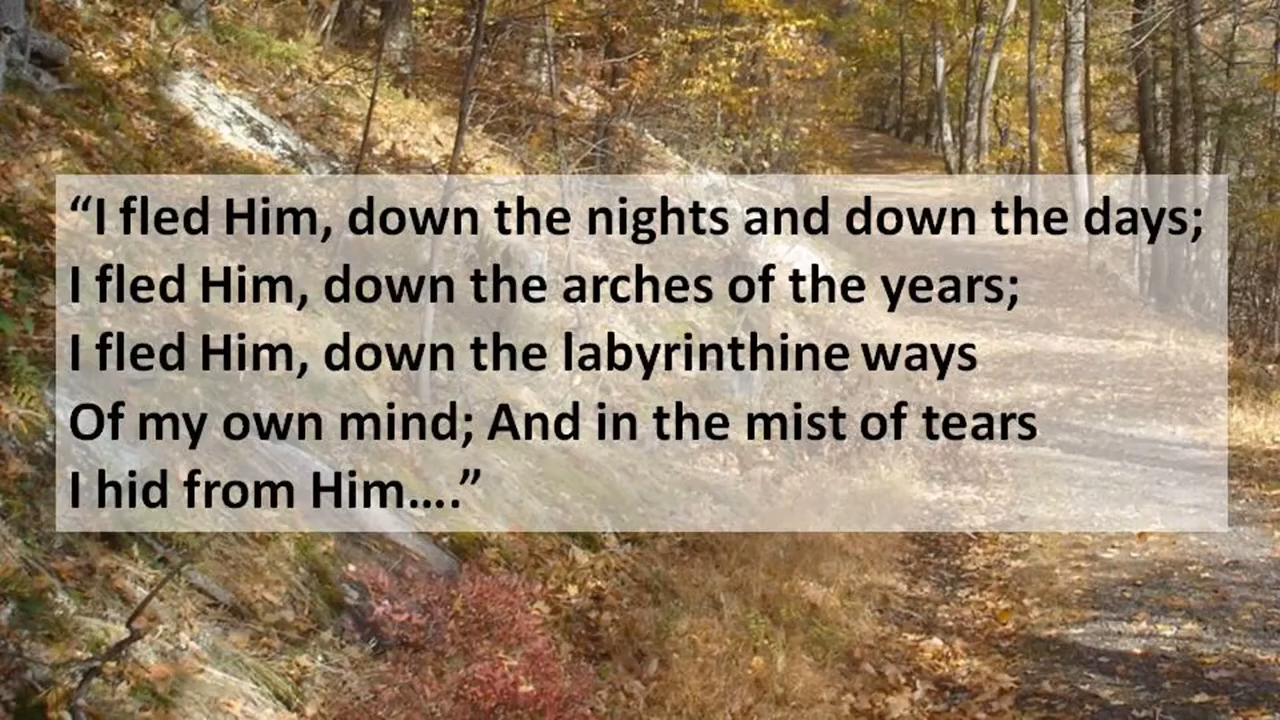 “I fled Him, down the nights and down the days;
I fled Him, down the arches of the years;
I fled Him, down the labyrinthine ways
Of my own mind; And in the mist of tears
I hid from Him….”